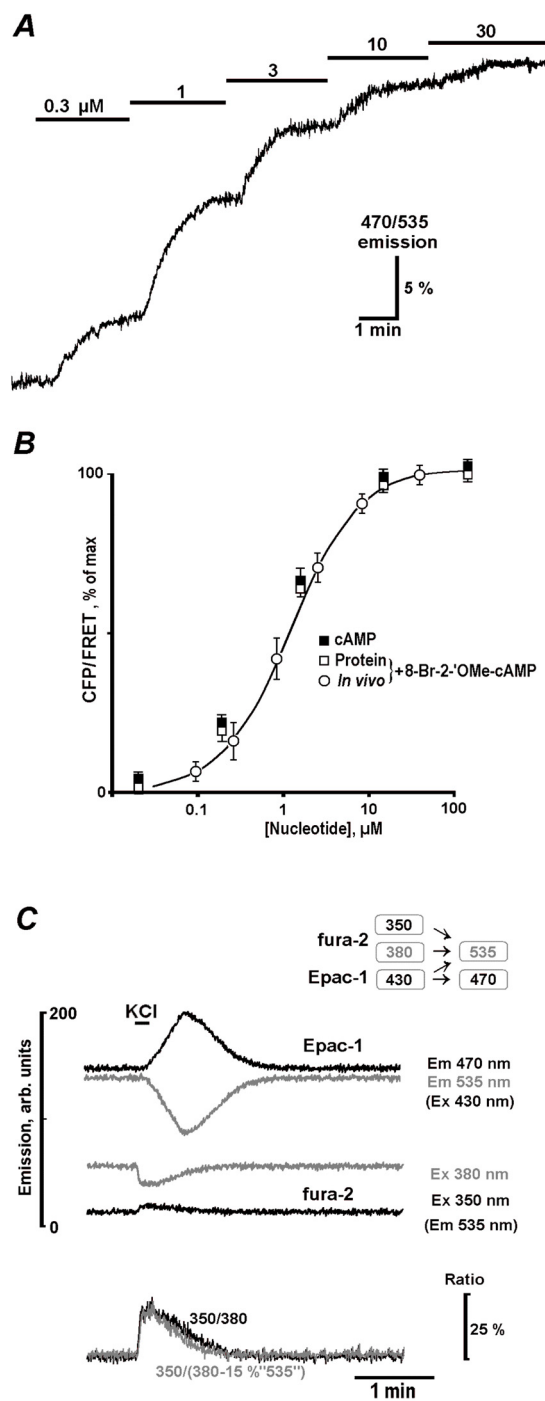 A
0.3 µM
1
3
10
30
470/535
emission
5 %
1 min
B
CFP/FRET , % of max
100
0
cAMP
Protein
In vivo
}+8-Br-2-'OMe-cAMP
0.1
1
10
100
[Nucleotide], µM
C
fura-2
350
380
535
Epac-1
430
470
Emission, arb. units
200
0
KCl
Epac-1
Em 470 nm
Em 535 nm
(Ex 430 nm)
Ex 380 nm
fura-2
Ex 350 nm
(Em 535 nm)
Ratio
350/380
25 %
350/(380-15 %"535")
1 min